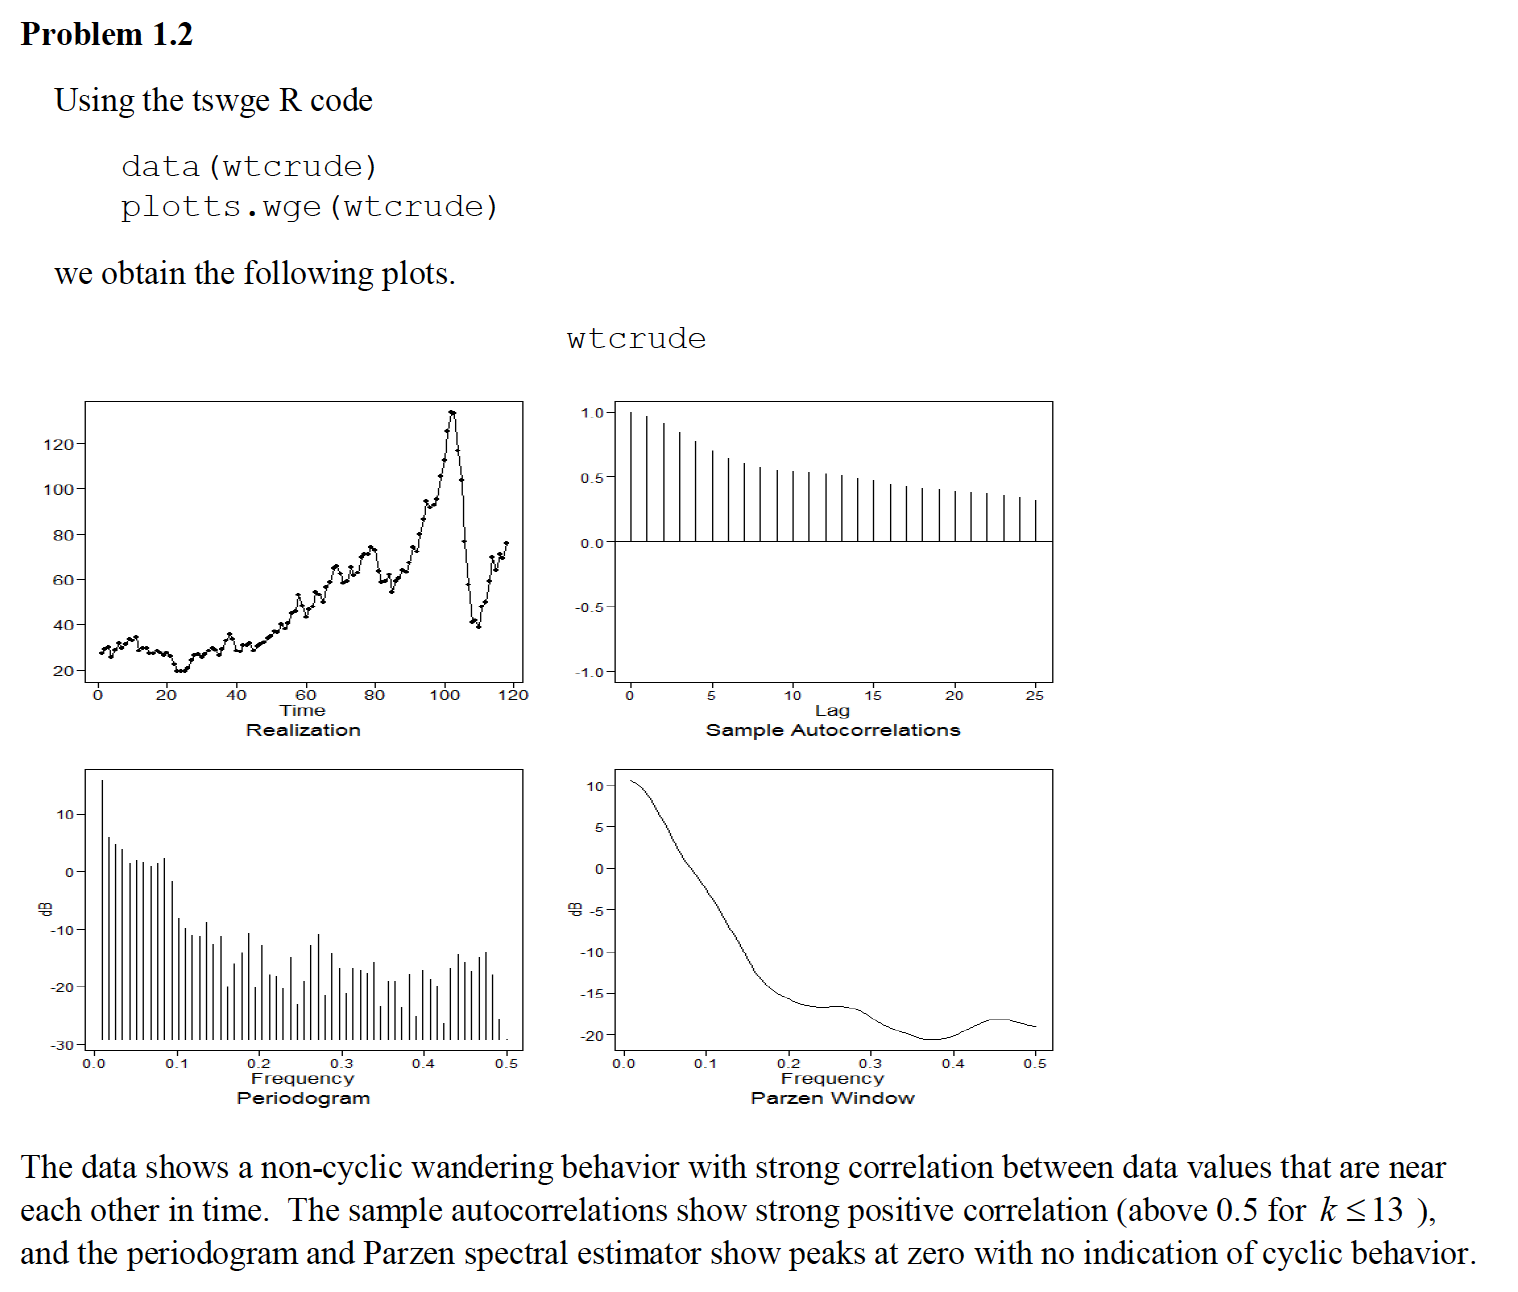 Problem 1.2
Using the tswge R code
data(wtcrude)
plotts.wge(wtcrude)
we obtain the following plots.
wtcrude
120
100
80
60
40
20
0 20 40 60 80 100 120
Time
Realization
1.0
0.5
0.0
-0.5
-1.0
0 5 10 15 20 25
Lag
Sample Autocorrelations
dB
10
0
-10
-20
-30
0.0 0.1 0.2 0.3 0.4 0.5
Frequency
Periodogram
dB
10
5
0
-5
-10
-15
-20
0.0 0.1 0.2 0.3 0.4 0.5
Frequency
Parzen Window
The data shows a non-cyclic wandering behavior with strong correlation between data values that are near
each other in time.  The sample autocorrelations show strong positive correlation (above 0.5 for k ≤ 13 ),
and the periodogram and Parzen spectral estimator show peaks at zero with no indication of cyclic behavior.